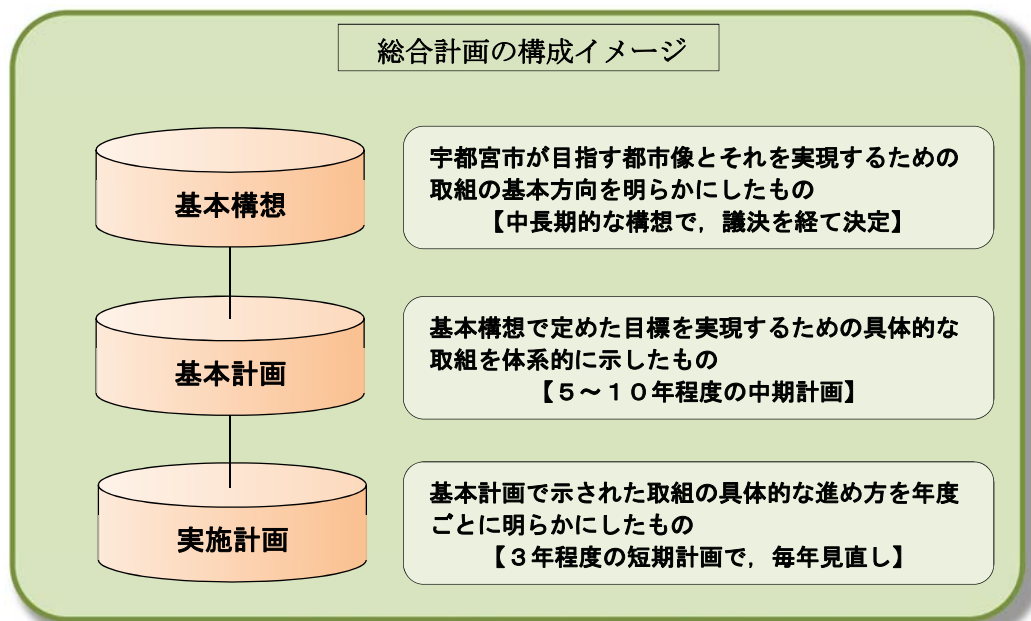 総合計画の構成イメージ
基本構想
宇都宮市が目指す都市像とそれを実現するための
取組の基本方向を明らかにしたもの
【中長期的な構想で，議決を経て決定】
基本計画
基本構想で定めた目標を実現するための具体的な
取組を体系的に示したもの
【５～１０年程度の中期計画】
実施計画
基本計画で示された取組の具体的な進め方を年度
ごとに明らかにしたもの
【３年程度の短期計画で，毎年見直し】